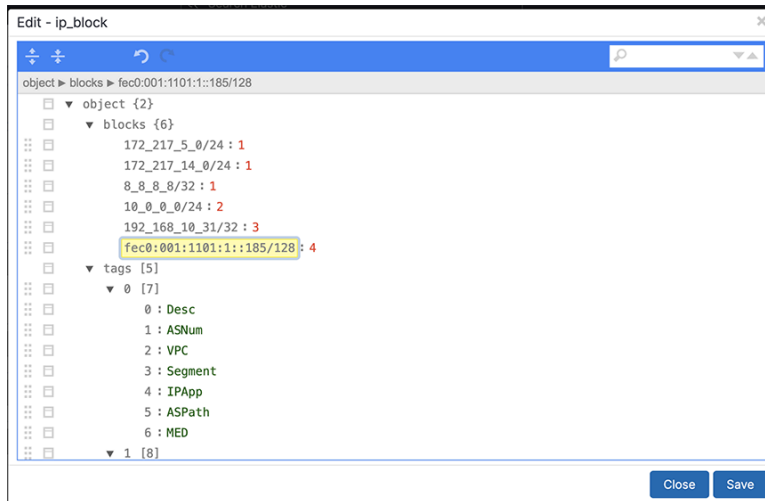 Edit - ip_block
object ► blocks ► fec0:001:1101:1::185/128
object {2}
blocks {6}
172_217_5_0/24 : 1
172_217_14_0/24 : 1
8_8_8_8/32 : 1
10_0_0_0/24 : 2
192_168_10_31/32 : 3
fec0:001:1101:1::185/128 : 4
tags [5]
0 [7]
0 : Desc
1 : ASNum
2 : VPC
3 : Segment
4 : IPApp
5 : ASPath
6 : MED
1 [8]
Close Save